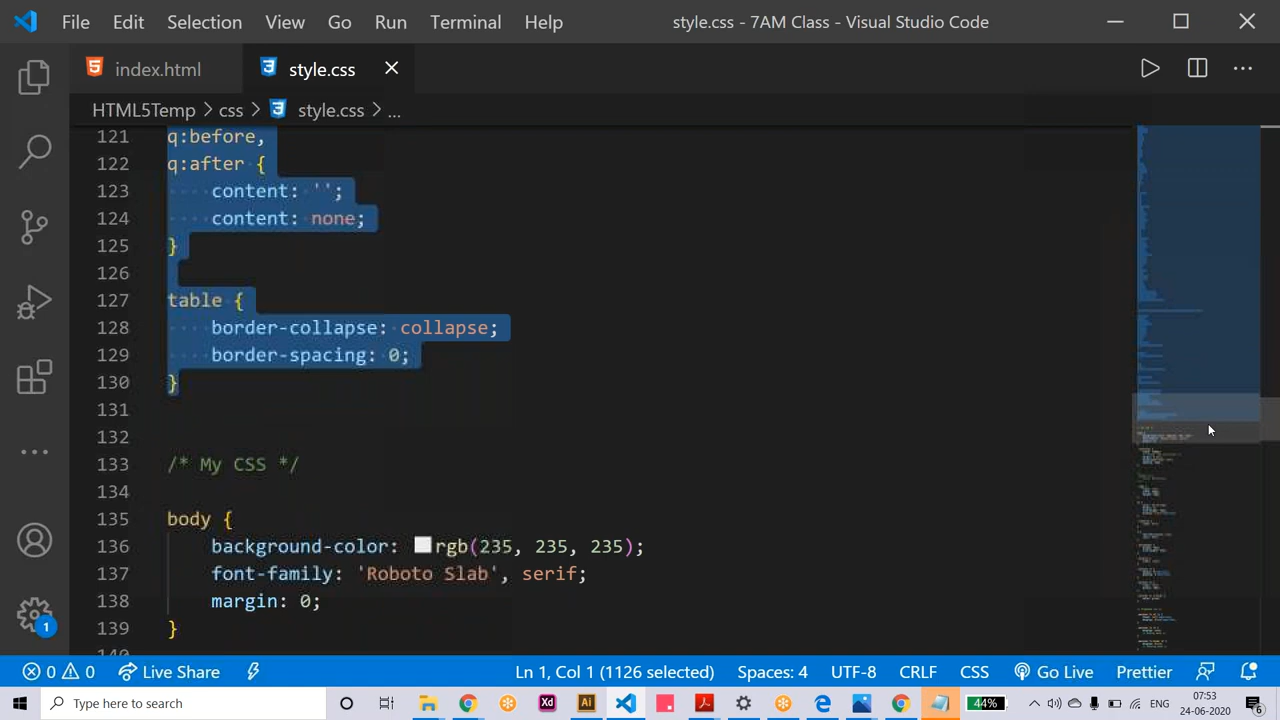 File Edit Selection View Go Run Terminal Help style.css - 7AM Class - Visual Studio Code
index.html style.css
HTML5Temp > css > style.css > ...
121 q:before,
122 q:after {
123 content: '';
124 content: none;
125 }
126
127 table {
128 border-collapse: collapse;
129 border-spacing: 0;
130 }
131
132
133 /* My CSS */
134
135 body {
136 background-color: rgb(235, 235, 235);
137 font-family: 'Roboto Slab', serif;
138 margin: 0;
139 }
1
0 0 Live Share Ln 1, Col 1 (1126 selected) Spaces: 4 UTF-8 CRLF CSS Go Live Prettier
Type here to search 44% ENG 07:53
24-06-2020 6